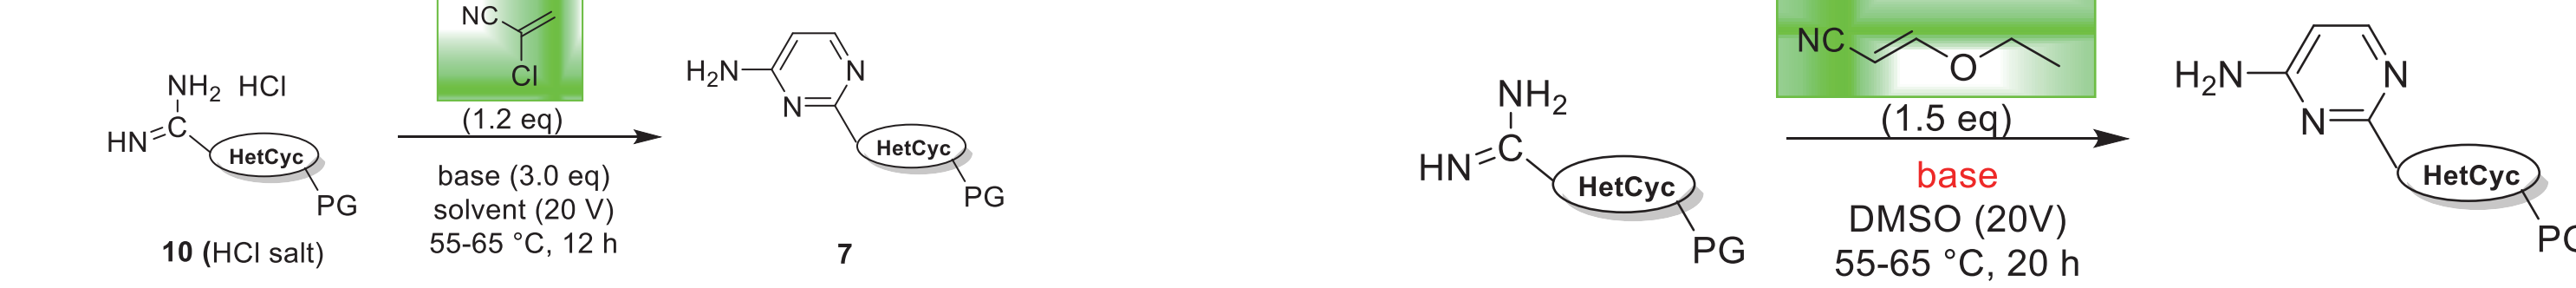 NC
Cl
(1.2 eq)
NH2 HCl
HN
C
HetCyc
PG
10 (HCl salt)
base (3.0 eq)
solvent (20 V)
55-65 °C, 12 h
H2N
N
N
HetCyc
PG
7
NC
O
(1.5 eq)
NH2
HN
C
HetCyc
PG
base
DMSO (20V)
55-65 °C, 20 h
H2N
N
N
HetCyc